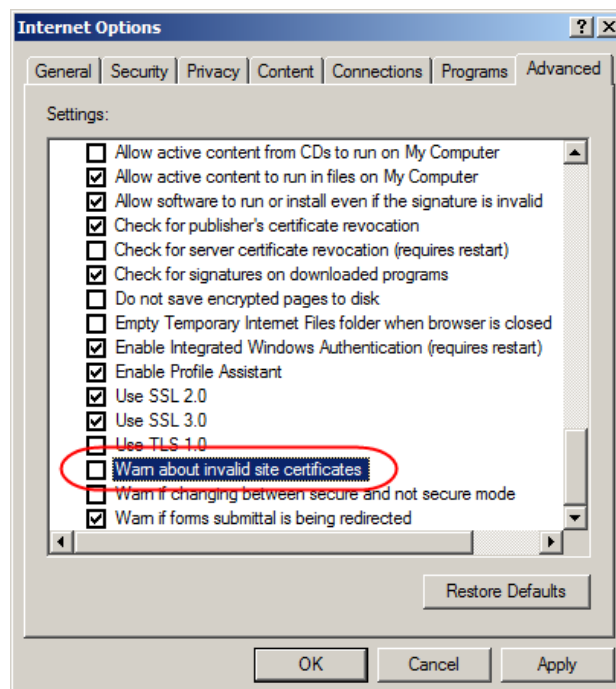 Internet Options
General Security Privacy Content Connections Programs Advanced
Settings:
Allow active content from CDs to run on My Computer
Allow active content to run in files on My Computer
Allow software to run or install even if the signature is invalid
Check for publisher's certificate revocation
Check for server certificate revocation (requires restart)
Check for signatures on downloaded programs
Do not save encrypted pages to disk
Empty Temporary Internet Files folder when browser is closed
Enable Integrated Windows Authentication (requires restart)
Enable Profile Assistant
Use SSL 2.0
Use SSL 3.0
Use TLS 1.0
Warn about invalid site certificates
Warn if changing between secure and not secure mode
Warn if forms submittal is being redirected
Restore Defaults
OK Cancel Apply